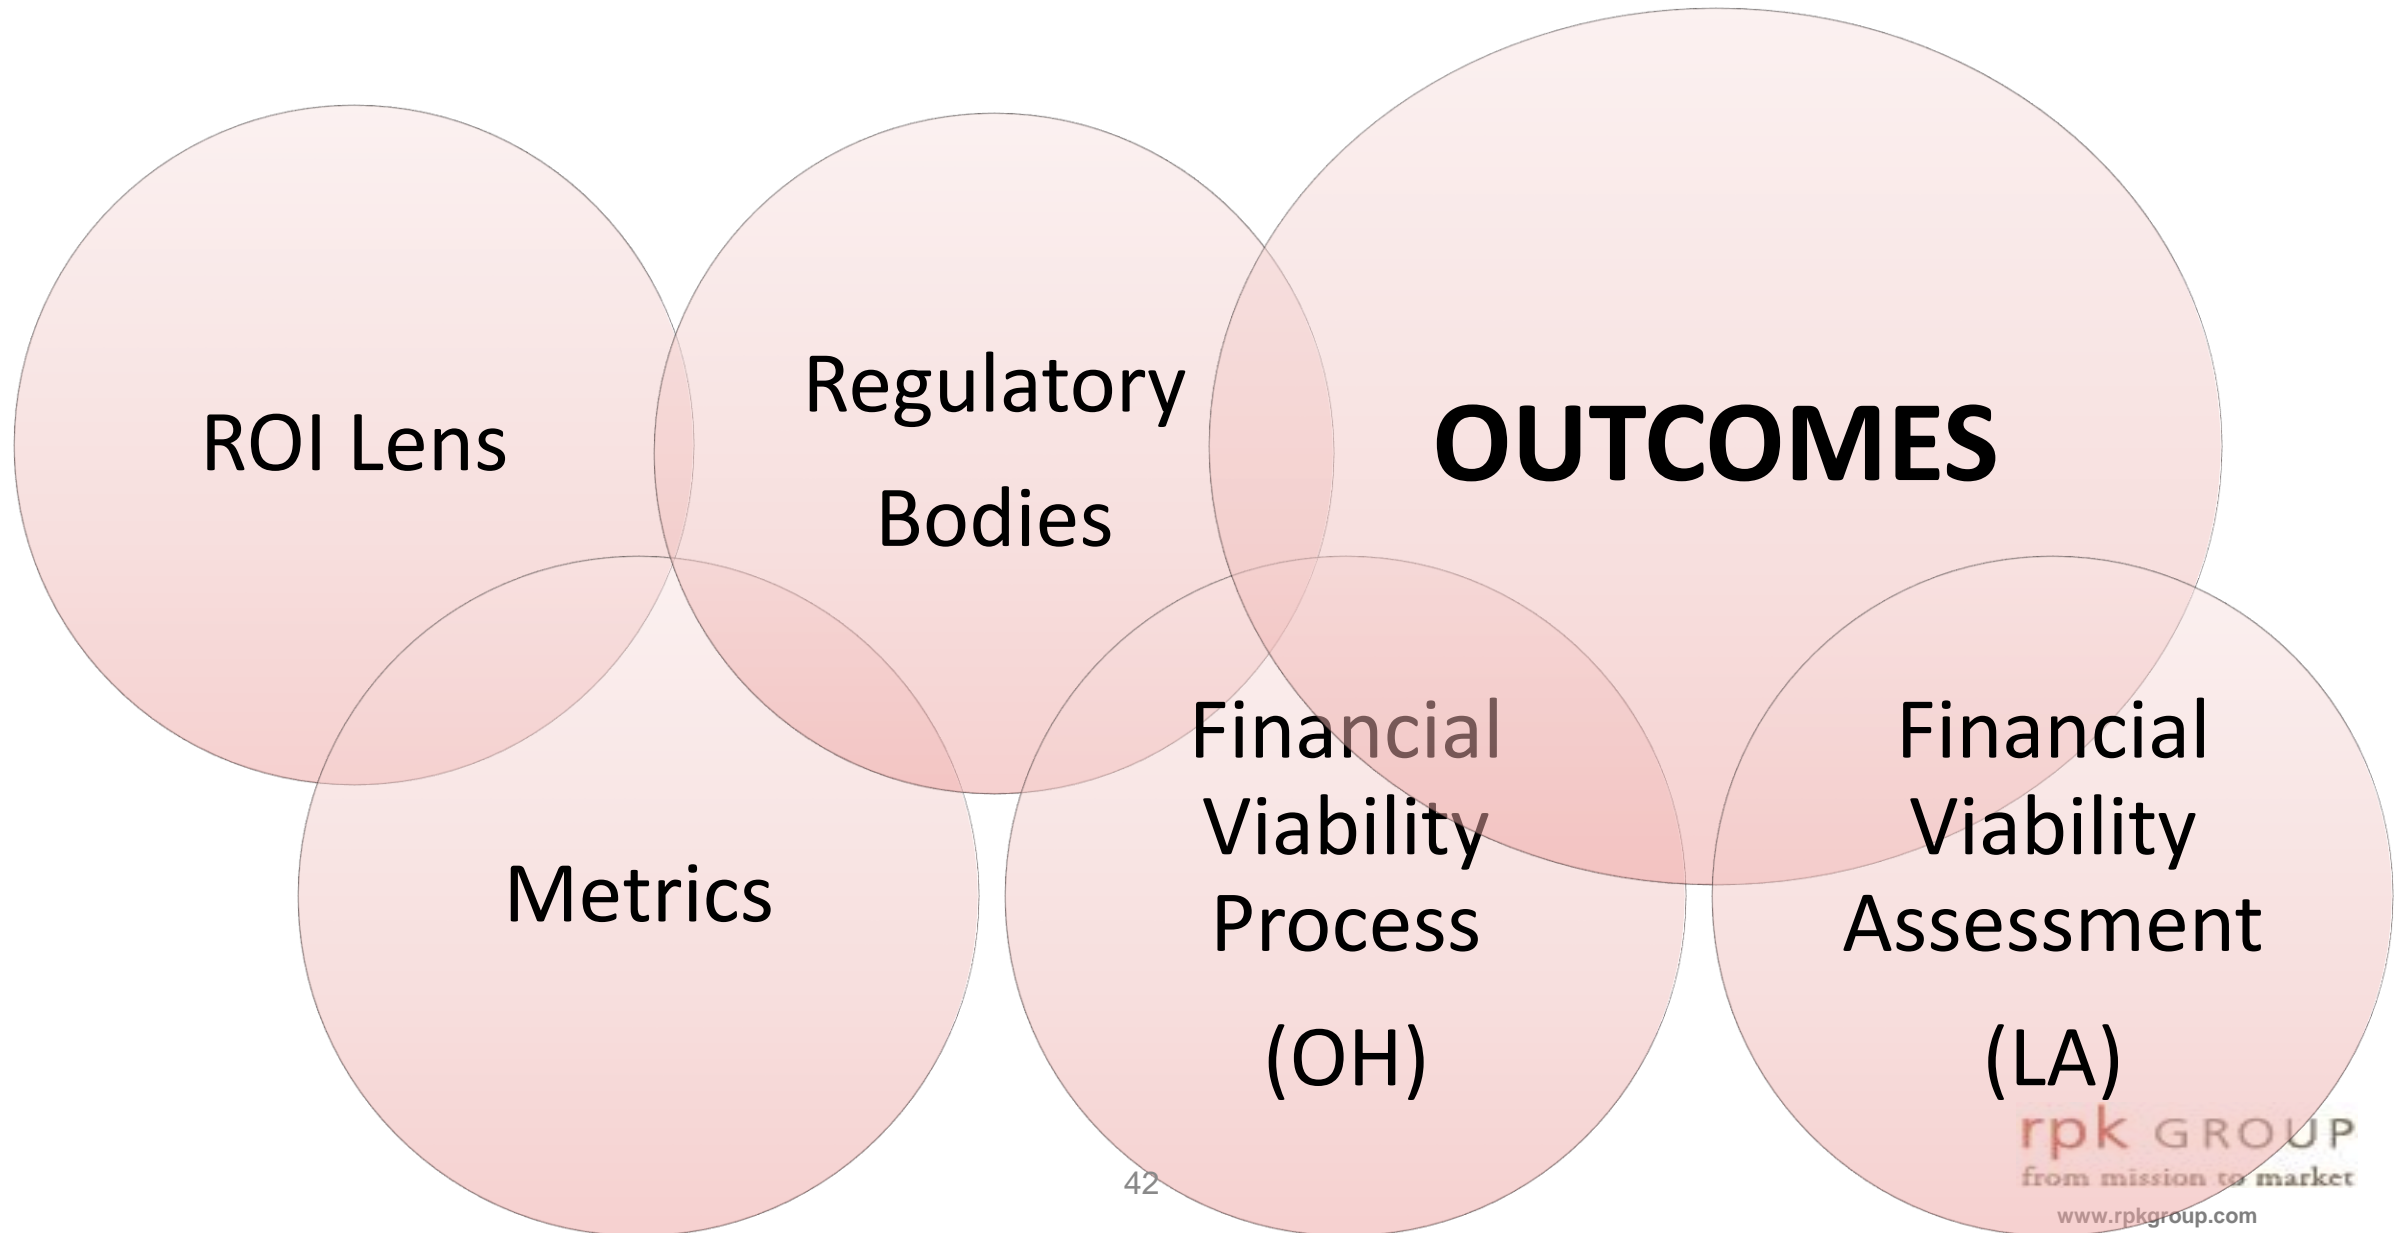 ROI Lens
Regulatory
Bodies
OUTCOMES
Metrics
Financial
Viability
Process
(OH)
Financial
Viability
Assessment
(LA)
42
rpk GROUP
from mission to market
www.rpkgroup.com